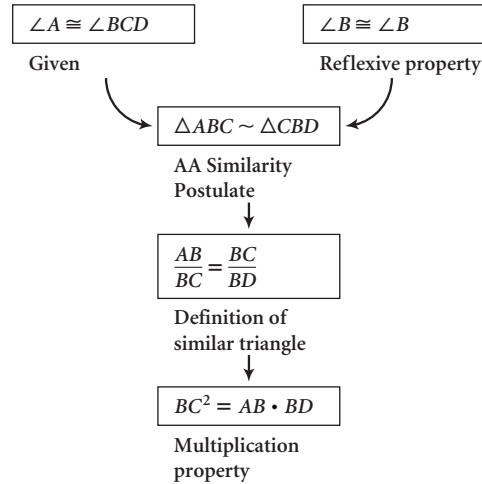 ∠A ≅ ∠BCD
∠B ≅ ∠B
Given
Reflexive property
△ABC ~ △CBD
AA Similarity
Postulate
AB/BC = BC/BD
Definition of
similar triangle
BC² = AB • BD
Multiplication
property